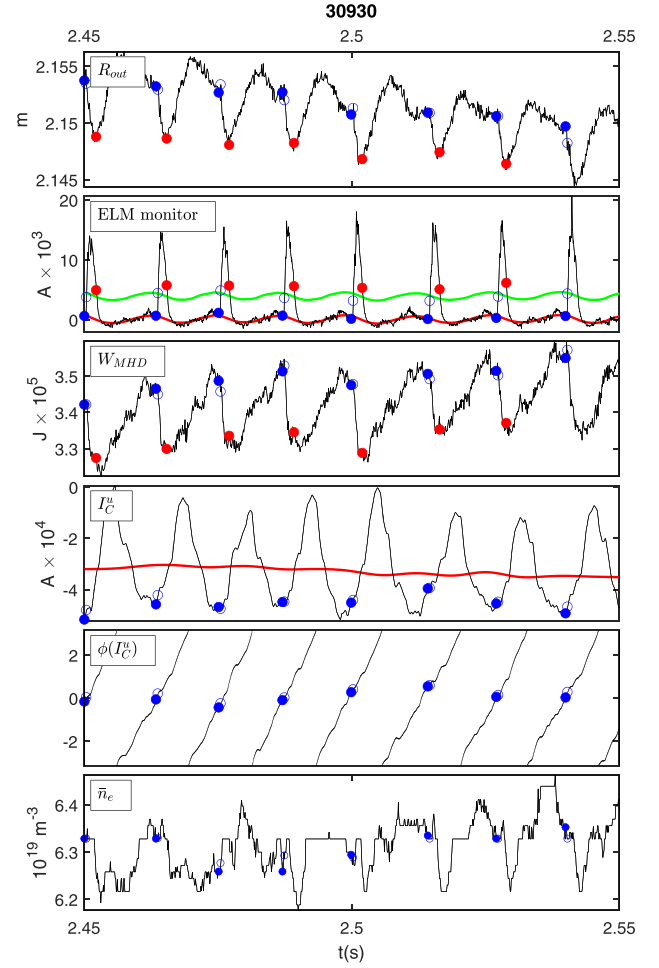 30930
2.45 2.5 2.55
R_out
2.155
2.15
2.145
m
ELM monitor
20
10
0
A × 10^3
W_MHD
3.5
3.4
3.3
J × 10^5
I_C^u
0
-2
-4
A × 10^4
ϕ(I_C^u)
2
0
-2
n̄_e
6.4
6.3
6.2
10^19 m^-3
2.45 2.5 2.55
t(s)